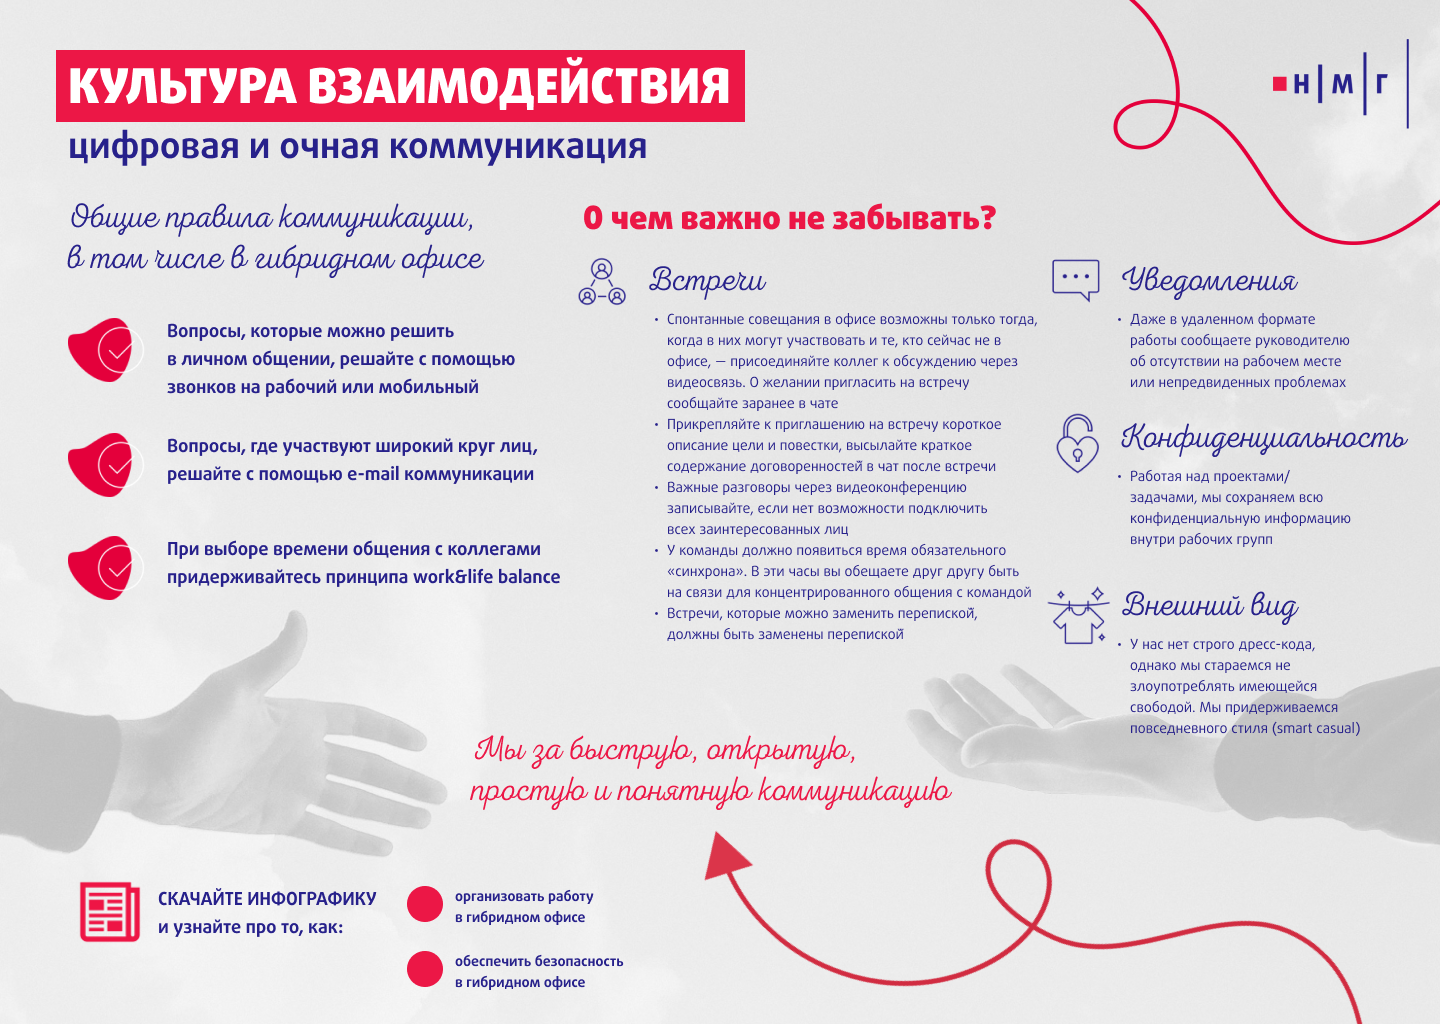 КУЛЬТУРА ВЗАИМОДЕЙСТВИЯ
цифровая и очная коммуникация
Н М Г
Общие правила коммуникации,
в том числе в гибридном офисе
Вопросы, которые можно решить
в личном общении, решайте с помощью
звонков на рабочий или мобильный
Вопросы, где участвуют широкий круг лиц,
решайте с помощью e-mail коммуникации
При выборе времени общения с коллегами
придерживайтесь принципа work&life balance
О чем важно не забывать?
Встречи
• Спонтанные совещания в офисе возможны только тогда,
когда в них могут участвовать и те, кто сейчас не в
офисе, — присоединяйте коллег к обсуждению через
видеосвязь. О желании пригласить на встречу
сообщайте заранее в чате
• Прикрепляйте к приглашению на встречу короткое
описание цели и повестки, высылайте краткое
содержание договоренностей в чат после встречи
• Важные разговоры через видеоконференцию
записывайте, если нет возможности подключить
всех заинтересованных лиц
• У команды должно появиться время обязательного
«синхрона». В эти часы вы обещаете друг другу быть
на связи для концентрированного общения с командой
• Встречи, которые можно заменить перепиской,
должны быть заменены перепиской
Уведомления
• Даже в удаленном формате
работы сообщаете руководителю
об отсутствии на рабочем месте
или непредвиденных проблемах
Конфиденциальность
• Работая над проектами/
задачами, мы сохраняем всю
конфиденциальную информацию
внутри рабочих групп
Внешний вид
• У нас нет строго дресс-кода,
однако мы стараемся не
злоупотреблять имеющейся
свободой. Мы придерживаемся
повседневного стиля (smart casual)
Мы за быструю, открытую,
простую и понятную коммуникацию
СКАЧАЙТЕ ИНФОГРАФИКУ
и узнайте про то, как:
организовать работу
в гибридном офисе
обеспечить безопасность
в гибридном офисе